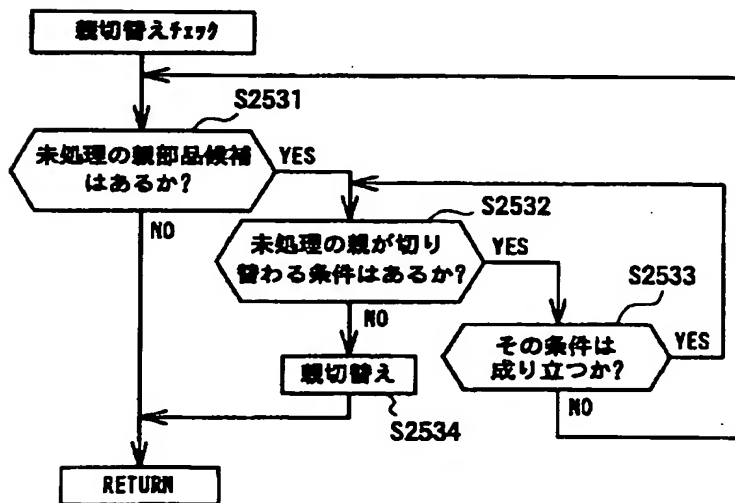 親切替えチェック
S2531
未処理の親部品候補
はあるか?
YES
NO
S2532
未処理の親が切り
替わる条件はあるか?
YES
NO
S2533
その条件は
成り立つか?
YES
NO
親切替え
S2534
RETURN